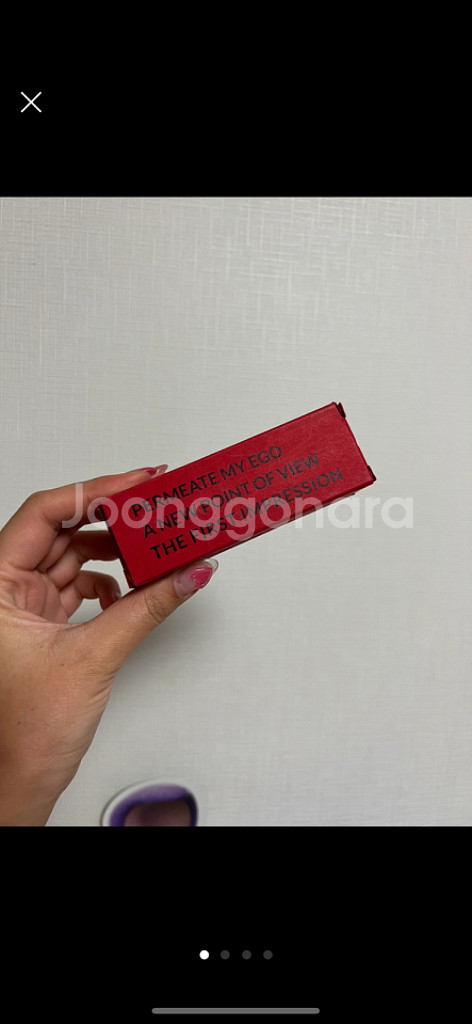 PERMEATE MY EGO
A NEW POINT OF VIEW
THE FIRST IMPRESSION
Joonggonara